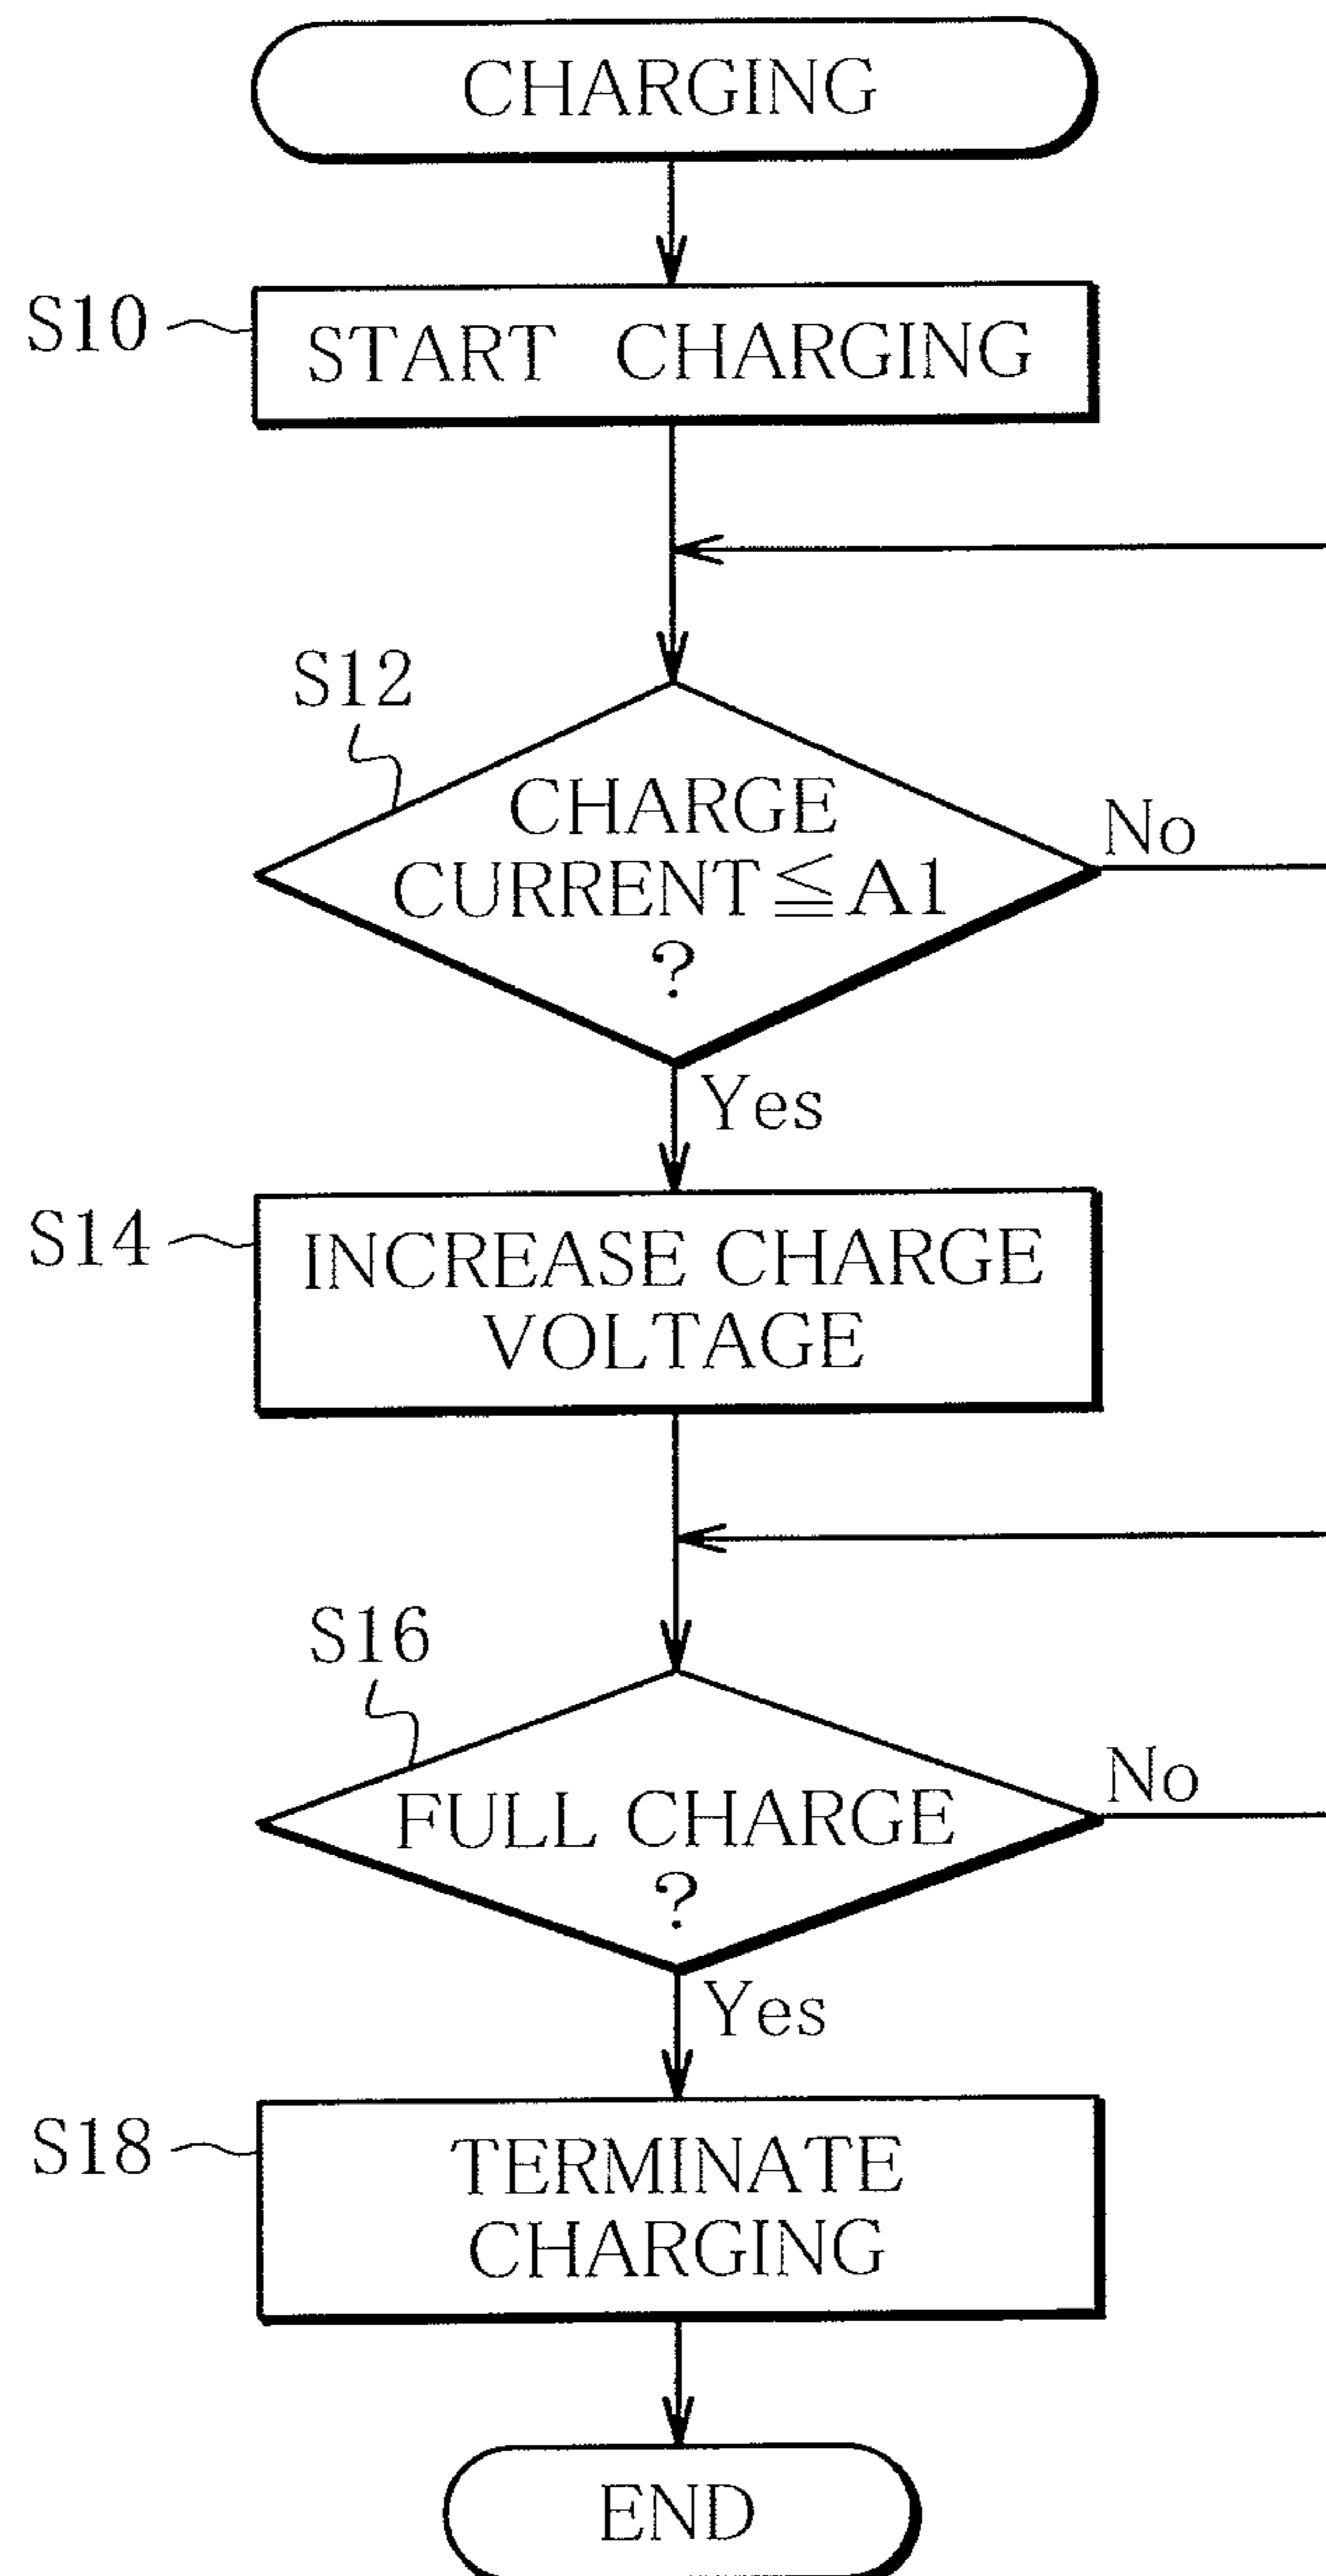 CHARGING
S10
START CHARGING
S12
CHARGE
CURRENT≦A1
?
No
Yes
S14
INCREASE CHARGE
VOLTAGE
S16
FULL CHARGE
?
No
Yes
S18
TERMINATE
CHARGING
END